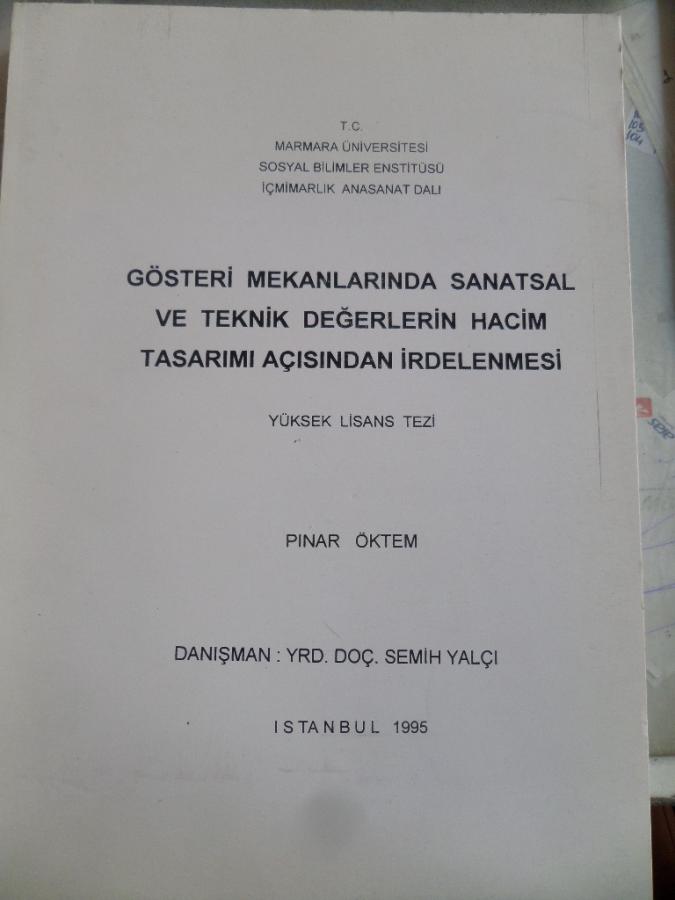 T.C.
MARMARA ÜNİVERSİTESİ
SOSYAL BİLİMLER ENSTİTÜSÜ
İÇMİMARLIK ANASANAT DALI
GÖSTERİ MEKANLARINDA SANATSAL
VE TEKNİK DEĞERLERİN HACİM
TASARIMI AÇISINDAN İRDELENMESİ
YÜKSEK LİSANS TEZİ
PINAR ÖKTEM
DANIŞMAN : YRD. DOÇ. SEMİH YALÇI
ISTANBUL 1995